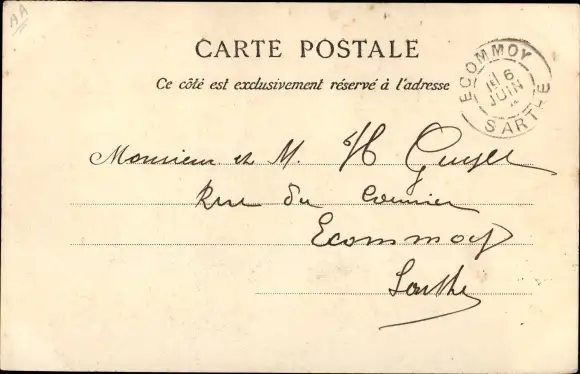 AA
CARTE POSTALE
Ce côté est exclusivement réservé à l'adresse
ECOMMOY
6
JUIN
SARTHE
Monsieur et M. H Guyet
Rue du
Ecommoy
Sarthe